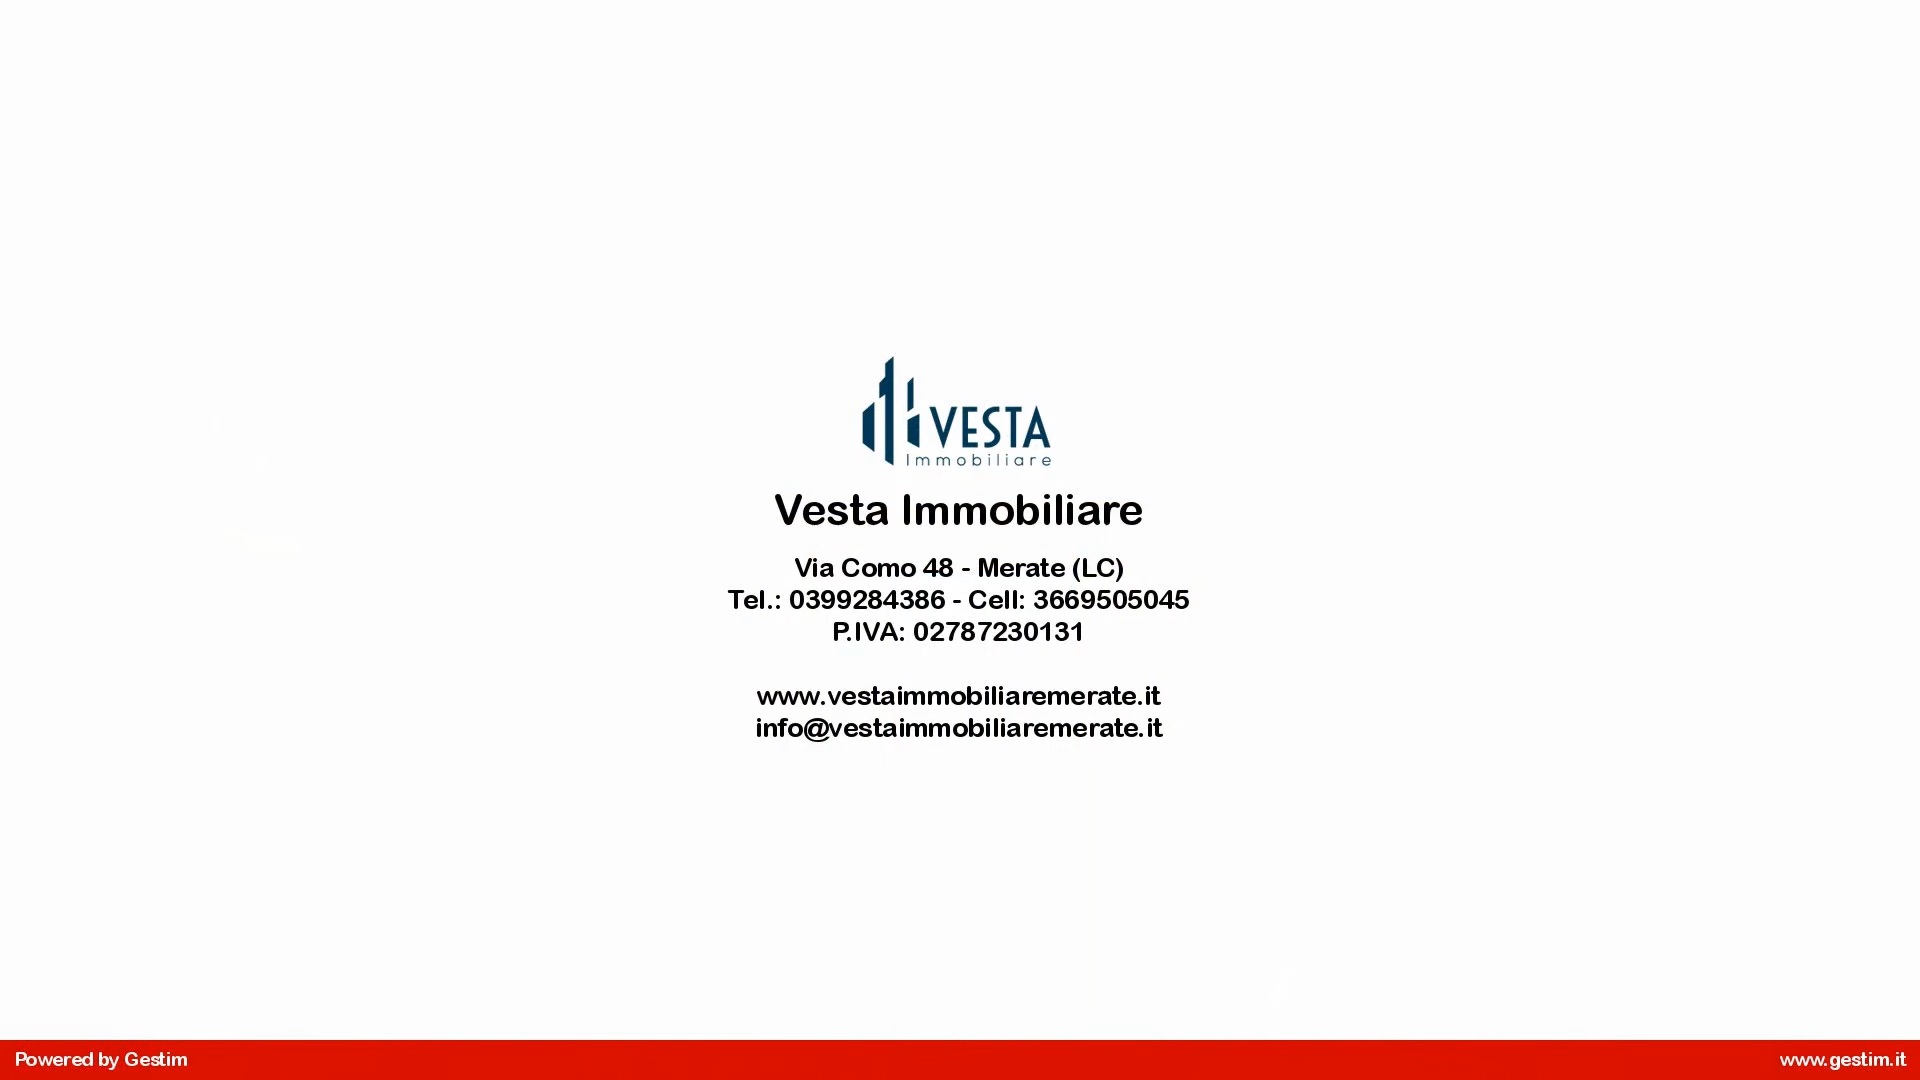 VESTA
Immobiliare
Vesta Immobiliare
Via Como 48 - Merate (LC)
Tel.: 0399284386 - Cell: 3669505045
P.IVA: 02787230131
www.vestaimmobiliaremerate.it
info@vestaimmobiliaremerate.it
Powered by Gestim
www.gestim.it